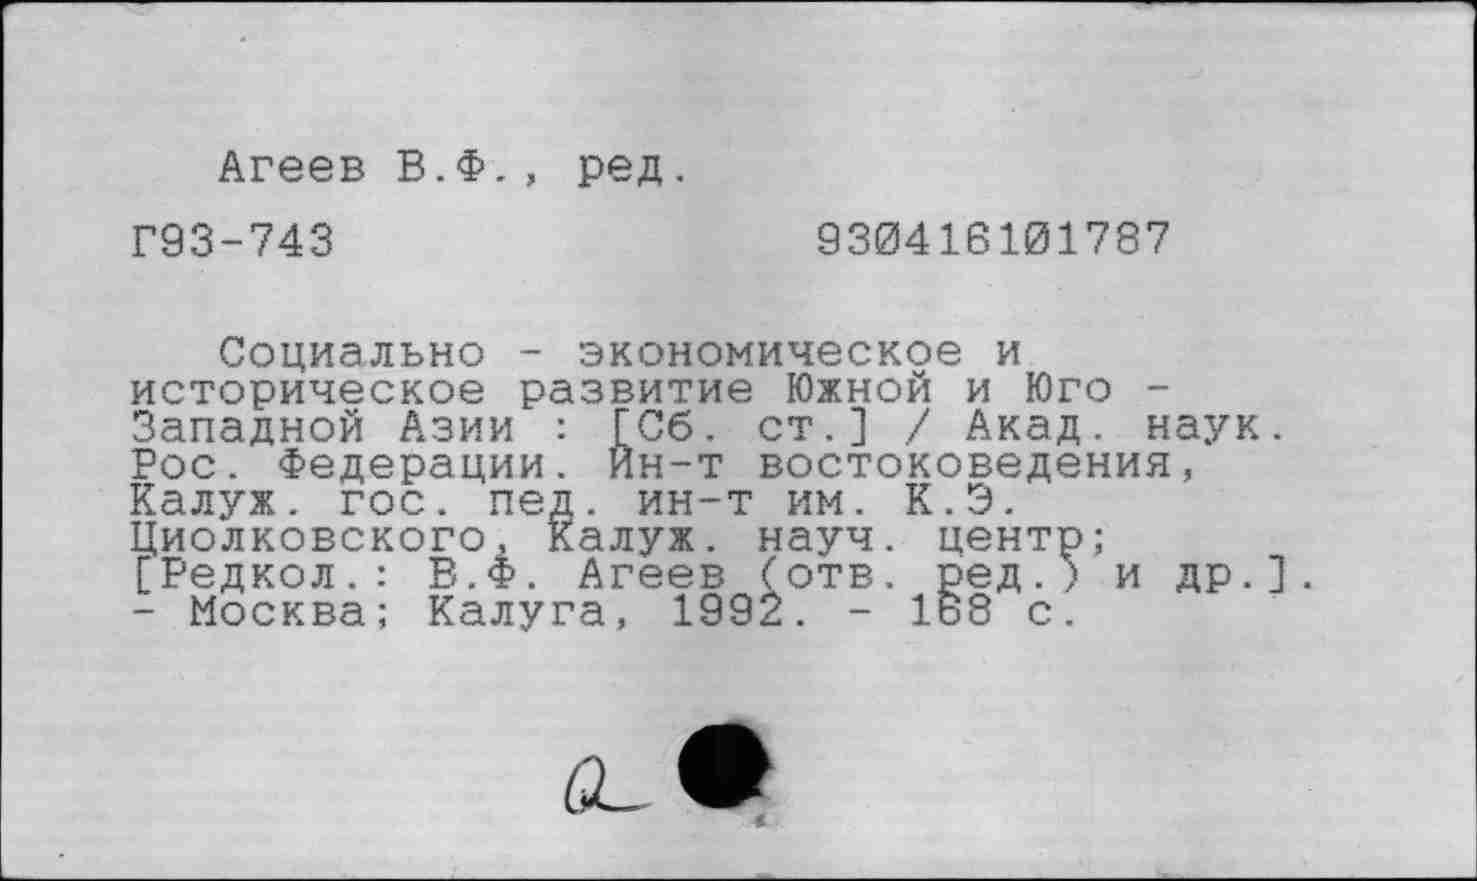 Агеев В.Ф., ред.
Г93-743 930416101787
Социально - экономическое и
историческое развитие Южной и Юго -
Западной Азии : [Сб. ст.] / Акад. наук.
Рос. Федерации. Ин-т востоковедения,
Калуж. гос. пед. ин-т им. К.Э.
Циолковского, Калуж. науч. центр;
[Редкол.: В.Ф. Агеев (отв. ред.) и др.].
- Москва; Калуга, 1992. - 168 с.